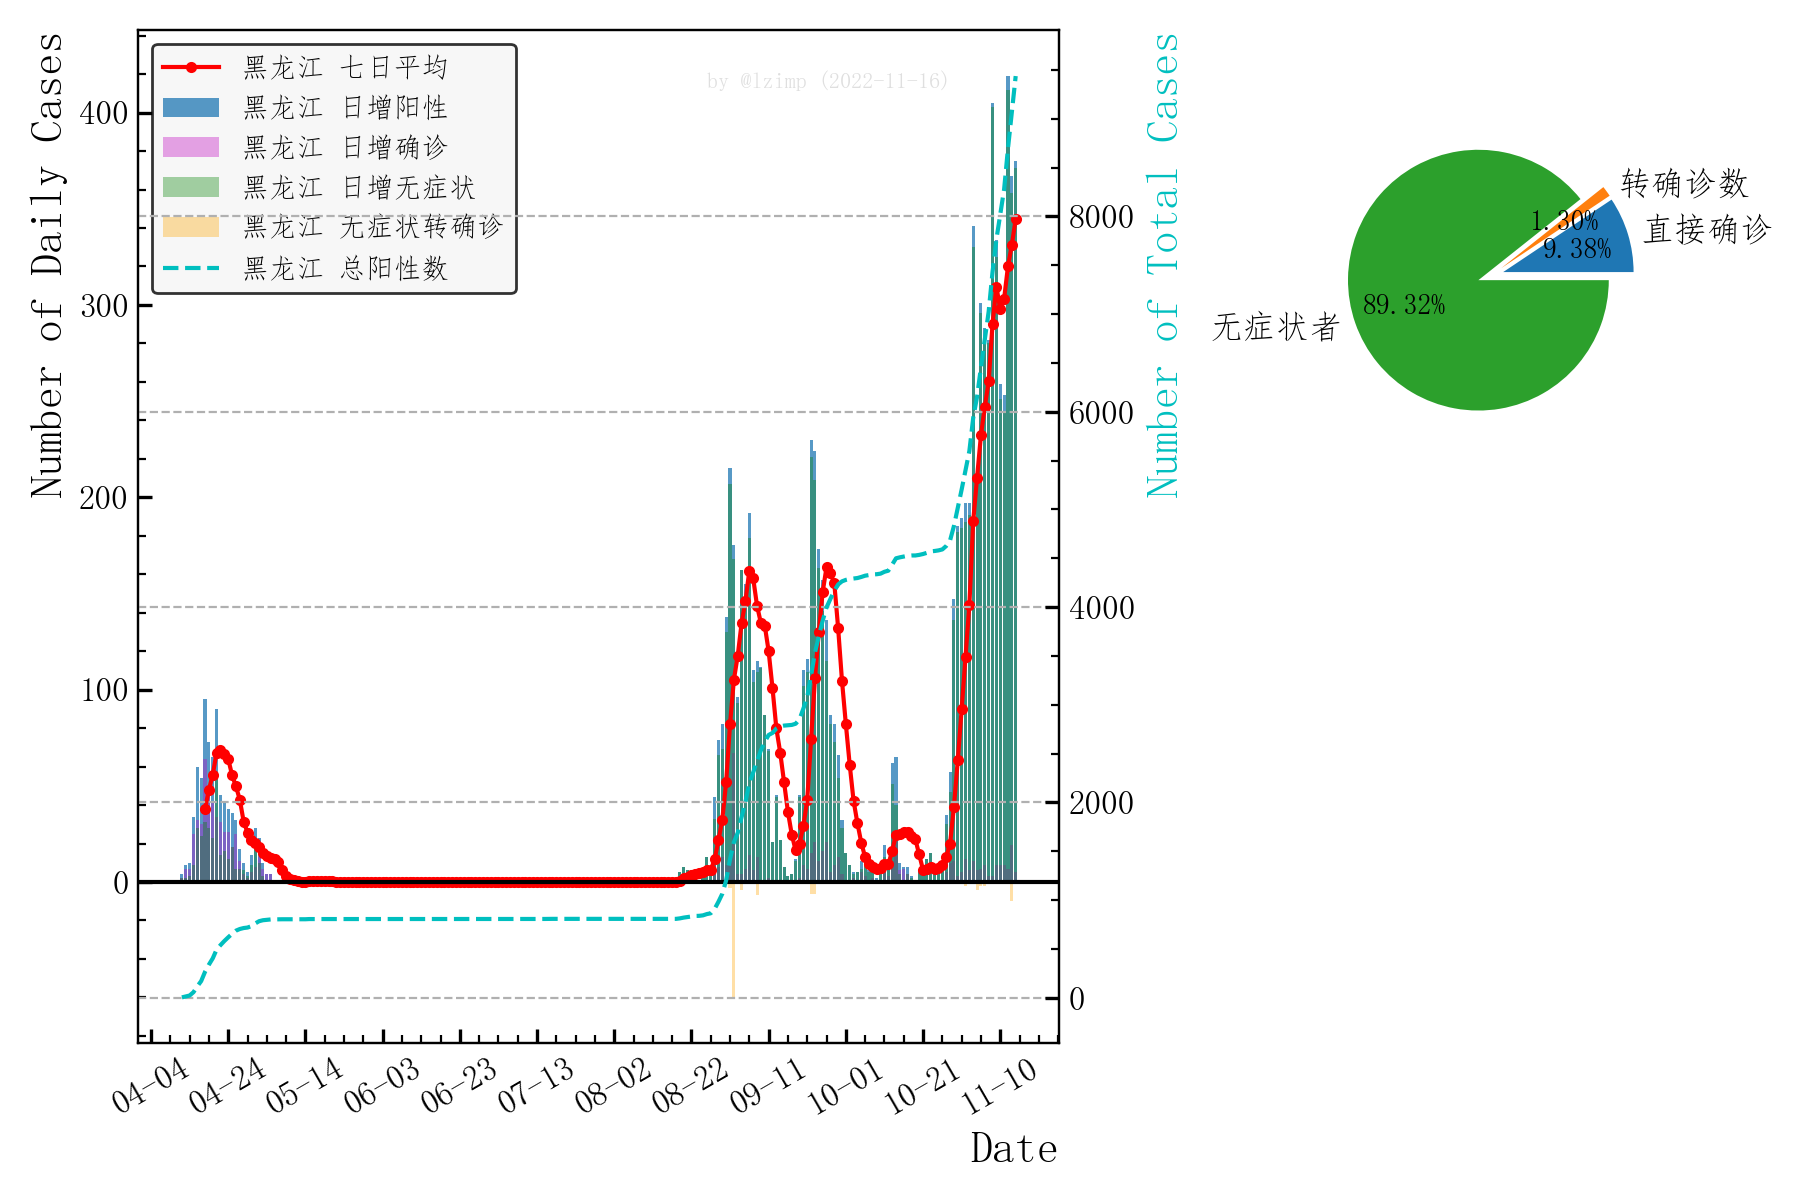 Number of Daily Cases
400
300
200
100
0
黑龙江 七日平均
黑龙江 日增阳性
黑龙江 日增确诊
黑龙江 日增无症状
黑龙江 无症状转确诊
黑龙江 总阳性数
by @lzimp (2022-11-16)
8000
6000
4000
2000
0
Number of Total Cases
04-04
04-24
05-14
06-03
06-23
07-13
08-02
08-22
09-11
10-01
10-21
11-10
Date
转确诊数
1.30%
直接确诊
9.38%
89.32%
无症状者